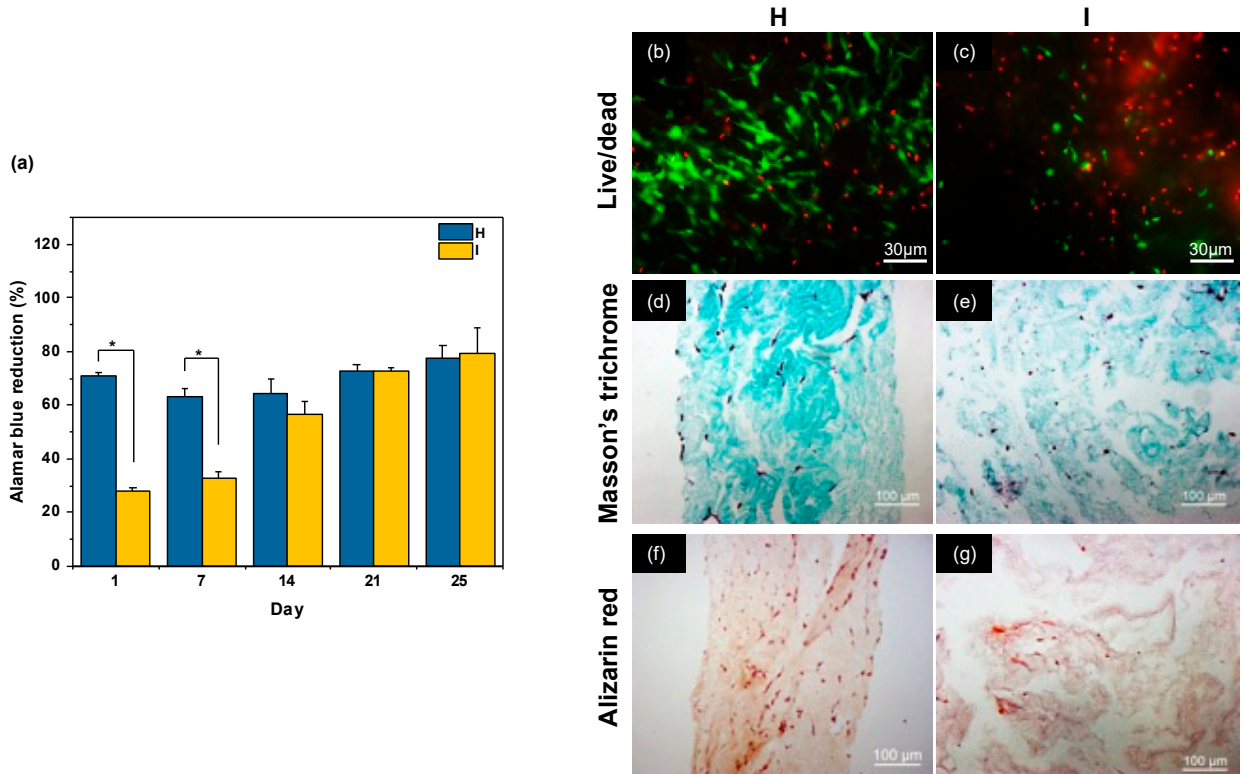 (a)
Alamar blue reduction (%)
120
100
80
60
40
20
0
H
I
*
*
1 7 14 21 25
Day
H I
Live/dead
(b)
30μm
(c)
30μm
Masson's trichrome
(d)
100 μm
(e)
100 μm
Alizarin red
(f)
100 μm
(g)
100 μm